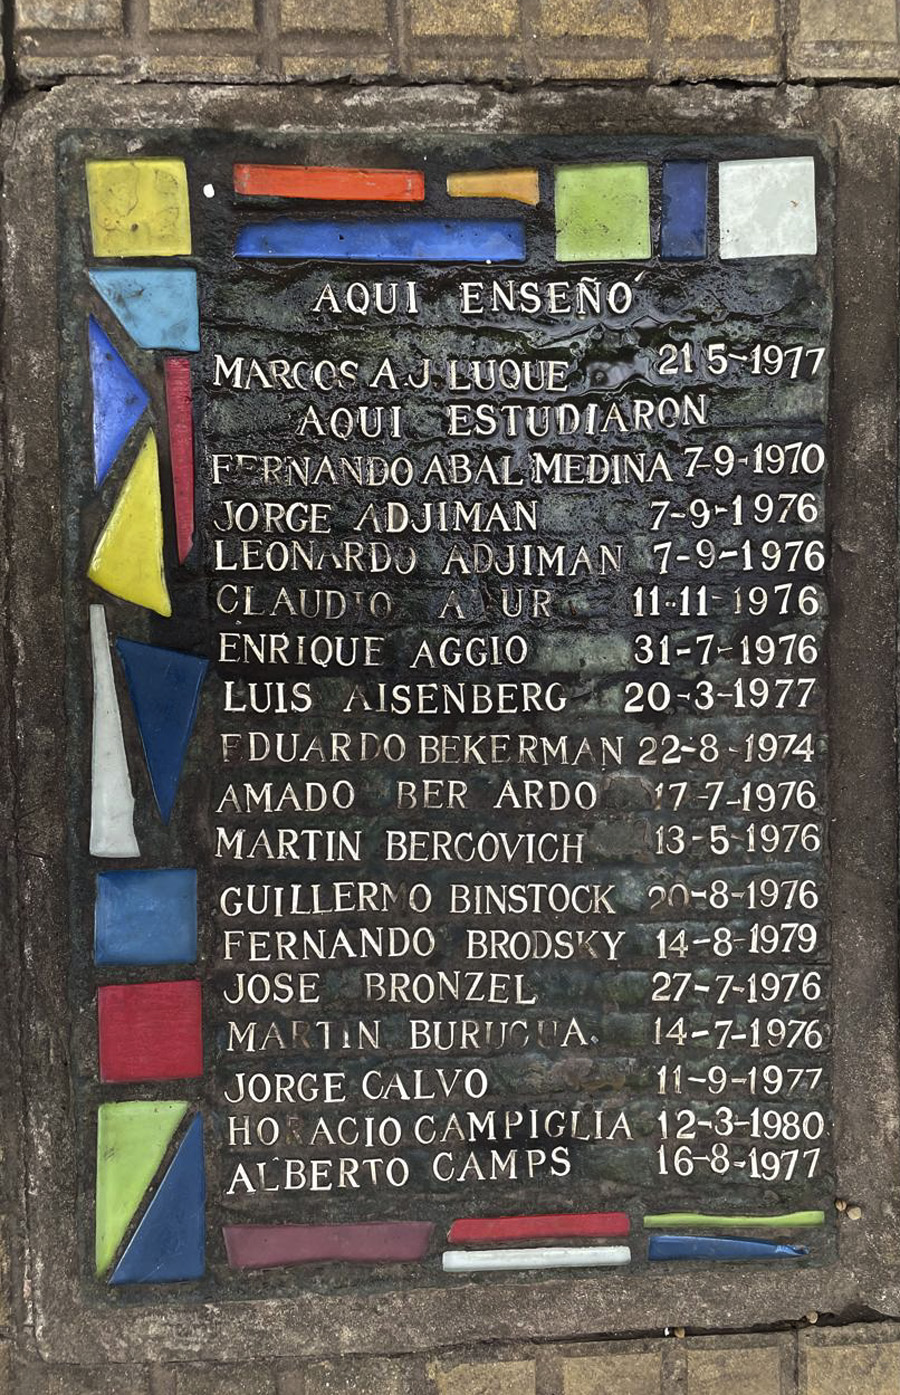 AQUI ENSEÑÓ
MARCOS A.J LUQUE 21 5-1977
AQUI ESTUDIARON
FERNANDO ABAL MEDINA 7-9-1970
JORGE ADJIMAN 7-9-1976
LEONARDO ADJIMAN 7-9-1976
CLAUDIO 11-11-1976
ENRIQUE AGGIO 31-7-1976
LUIS AISENBERG 20-3-1977
EDUARDO BEKERMAN 22-8-1974
AMADO 17-7-1976
MARTIN BERCOVICH 13-5-1976
GUILLERMO BINSTOCK 20-8-1976
FERNANDO BRODSKY 14-8-1979
JOSE BRONZEL 27-7-1976
MARTIN 14-7-1976
JORGE CALVO 11-9-1977
HORACIO CAMPIGLIA 12-3-1980
ALBERTO CAMPS 16-8-1977